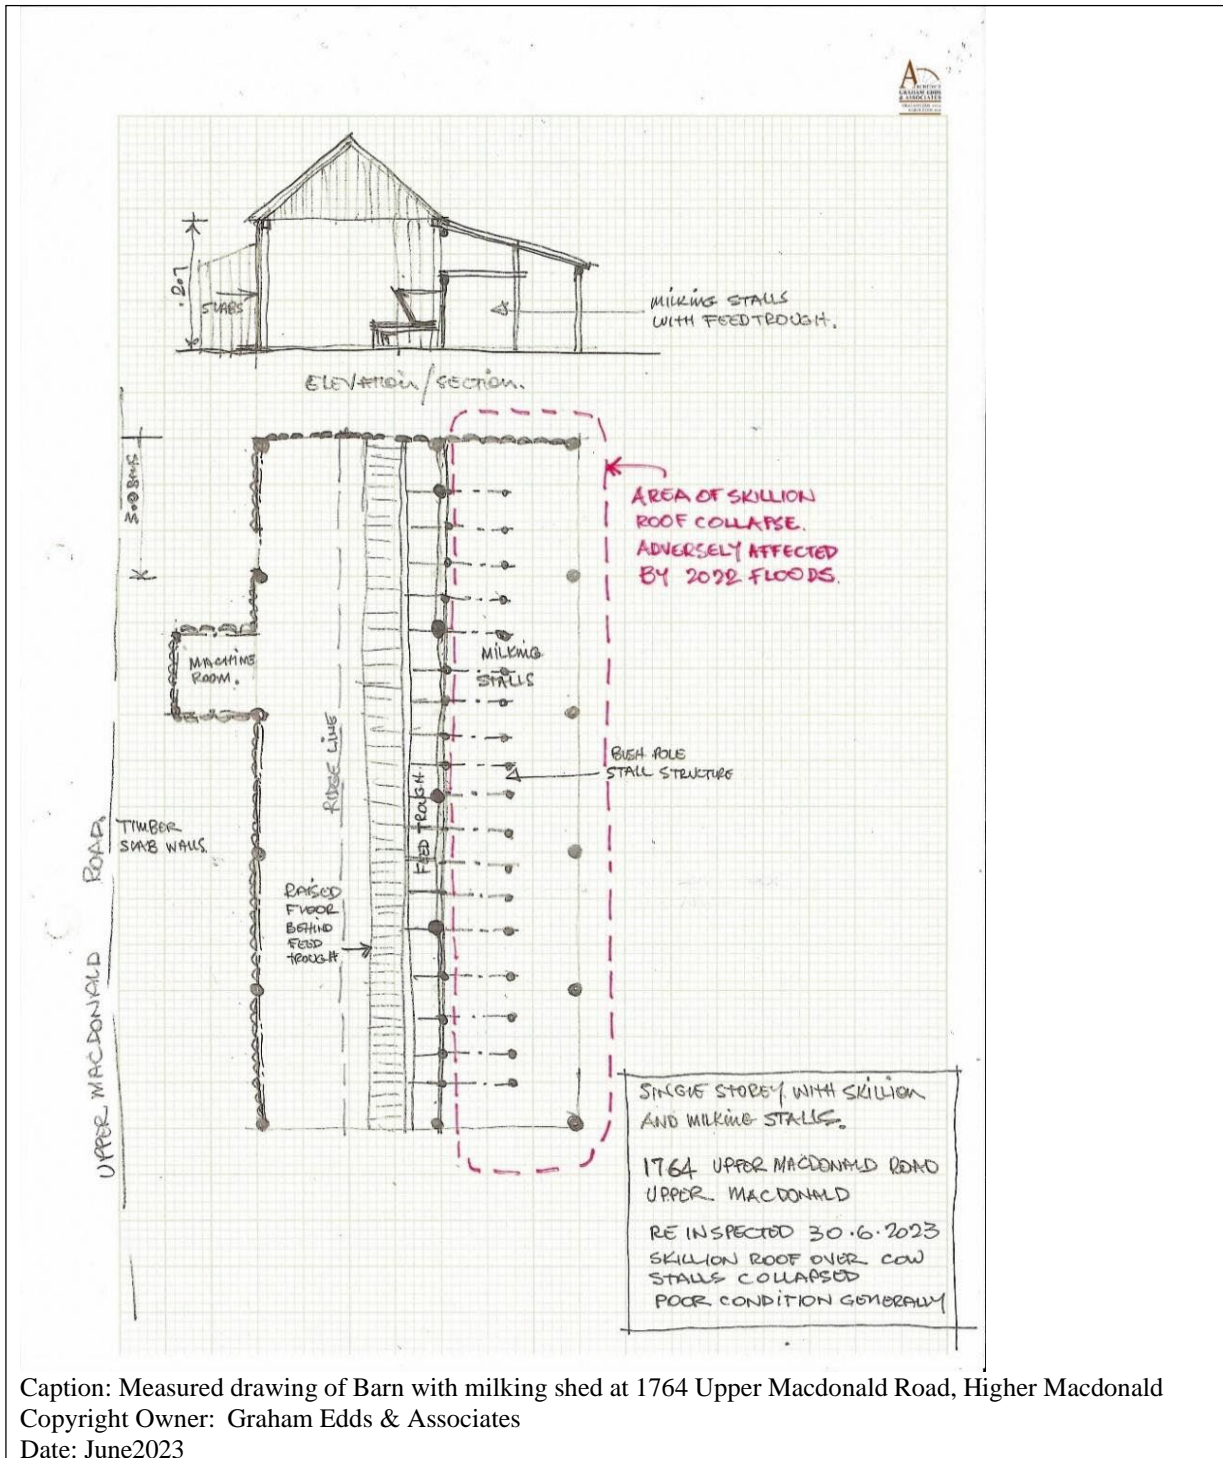 A
ARCHITECT
GRAHAM EDDS
& ASSOCIATES
SLABS
MILKING STALLS
WITH FEEDTROUGH.
ELEVATION/SECTION.
AREA OF SKILLION
ROOF COLLAPSE.
ADVERSELY AFFECTED
BY 2022 FLOODS.
MACHINE
ROOM.
MILKING
STALLS
RIDGE LINE
FEED TROUGH.
BUSH POLE
STALL STRUCTURE
TIMBER
SLAB WALLS.
RAISED
FLOOR
BEHIND
FEED
TROUGH
UPPER MACDONALD ROAD.
SINGLE STOREY WITH SKILLION
AND MILKING STALLS.
1764 UPPER MACDONALD ROAD
UPPER MACDONALD
RE INSPECTED 30.6.2023
SKILLION ROOF OVER COW
STALLS COLLAPSED
POOR CONDITION GENERALLY
Caption: Measured drawing of Barn with milking shed at 1764 Upper Macdonald Road, Higher Macdonald
Copyright Owner: Graham Edds & Associates
Date: June2023